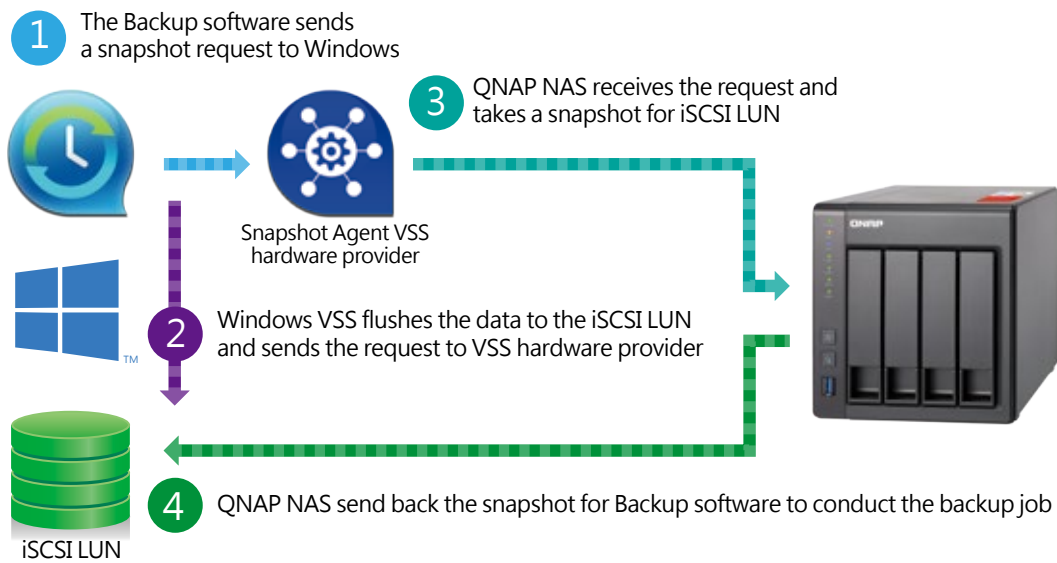 1
The Backup software sends
a snapshot request to Windows
3
QNAP NAS receives the request and
takes a snapshot for iSCSI LUN
Snapshot Agent VSS
hardware provider
QNAP
2
Windows VSS flushes the data to the iSCSI LUN
and sends the request to VSS hardware provider
TM
4
QNAP NAS send back the snapshot for Backup software to conduct the backup job
iSCSI LUN